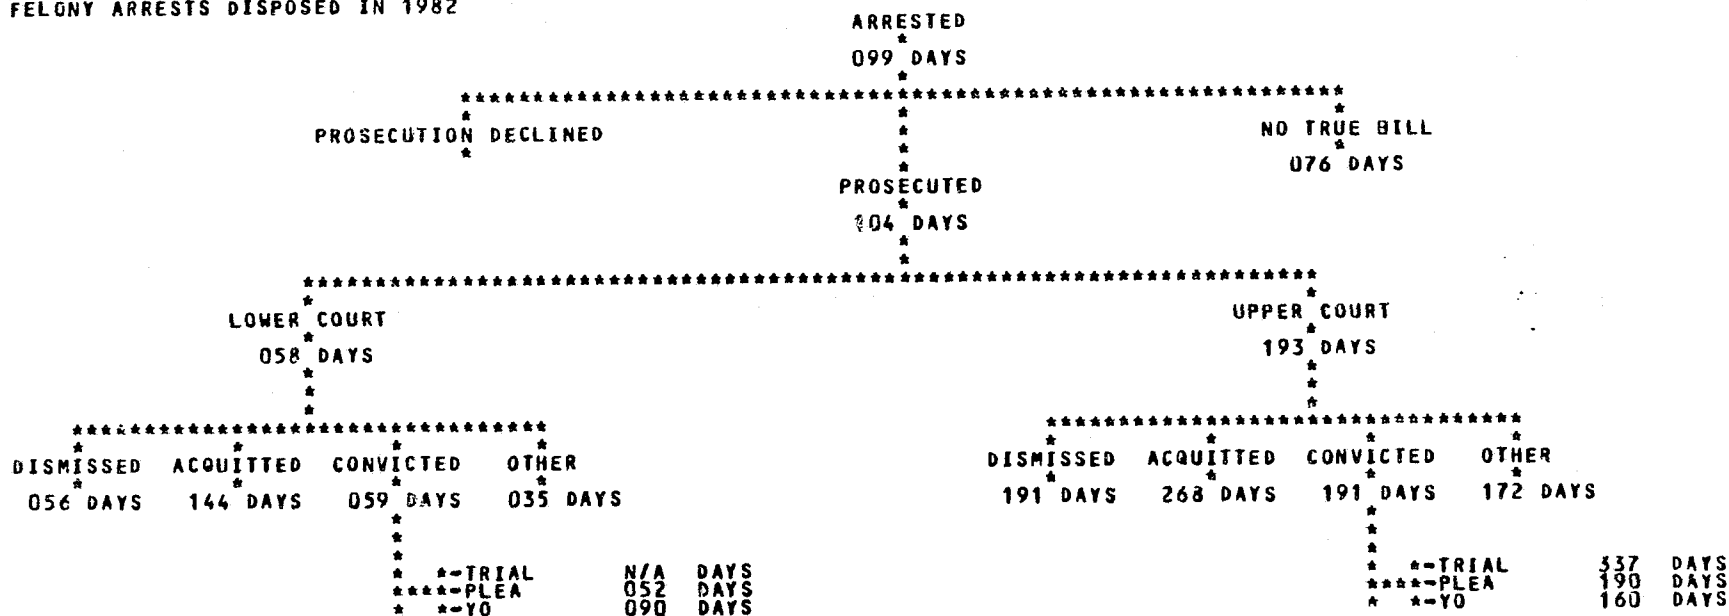 FELONY ARRESTS DISPOSED IN 1982
ARRESTED
099 DAYS
PROSECUTION DECLINED
NO TRUE BILL
076 DAYS
PROSECUTED
104 DAYS
LOWER COURT
058 DAYS
UPPER COURT
193 DAYS
DISMISSED ACQUITTED CONVICTED OTHER
056 DAYS 144 DAYS 059 DAYS 035 DAYS
DISMISSED ACQUITTED CONVICTED OTHER
191 DAYS 268 DAYS 191 DAYS 172 DAYS
*-TRIAL N/A DAYS
****-PLEA 052 DAYS
* *-YO 090 DAYS
*-TRIAL 337 DAYS
****-PLEA 190 DAYS
* *-YO 160 DAYS